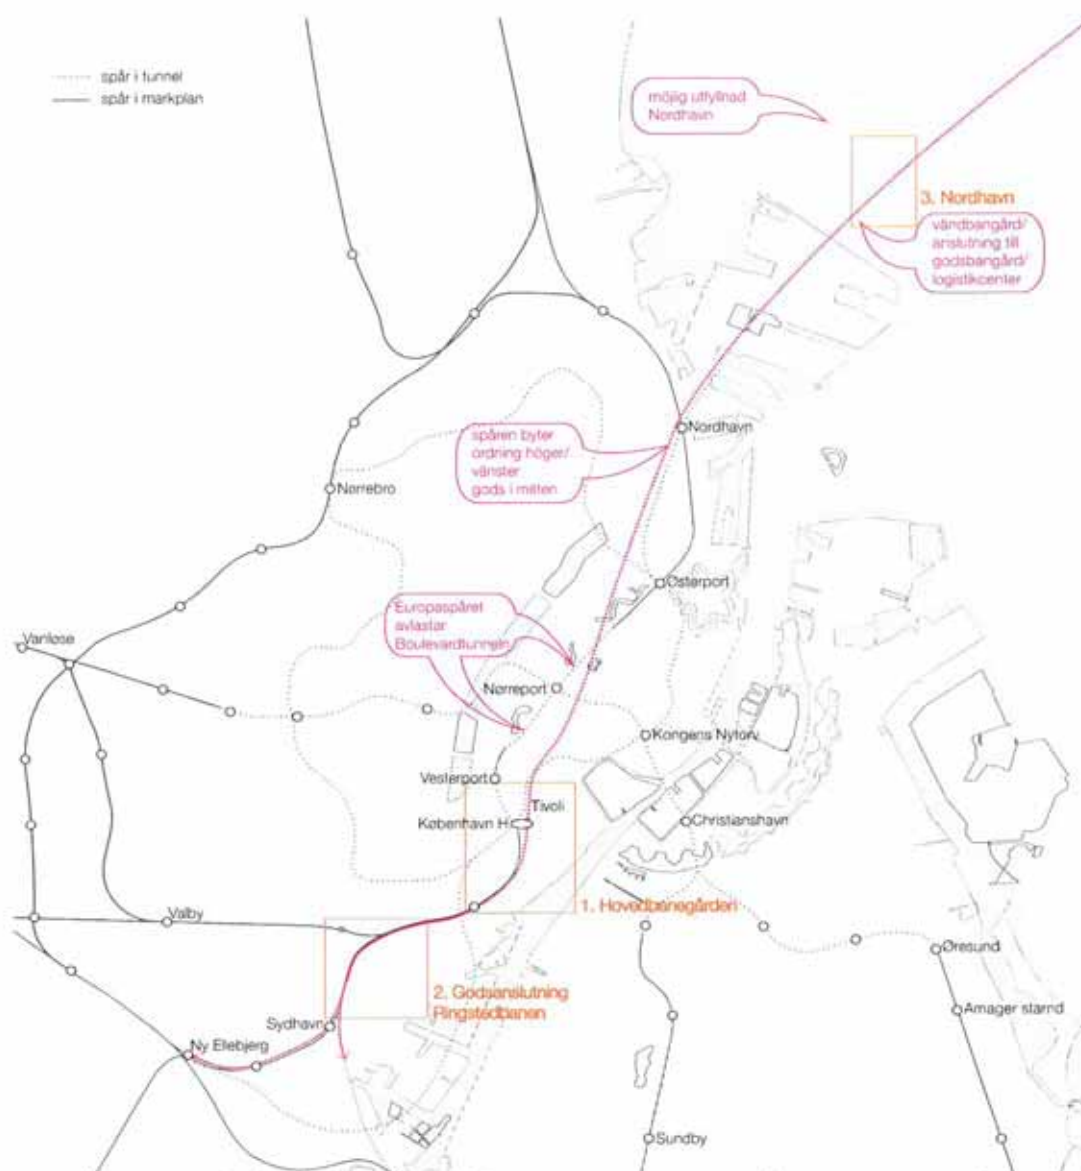 spår i tunnel
spår i markplan
möjlig utfyllnad
Nordhavn
3. Nordhavn
vändbangård/
anslutning till
godsbangård/
logistikcenter
spåren byter
ordning höger/
vänster
gods i mitten
Nordhavn
Nørrebro
Østerport
Europaspåret
avlastar
Boulevardtunneln
Vanløse
Nørreport
Kongens Nytorv
Vesterport
Tivoli
København H
Christianshavn
1. Hovedbanegården
Valby
Øresund
2. Godsanslutning
Ringstedbanen
Sydhavn
Amager starnd
Ny Ellebjerg
Sundby